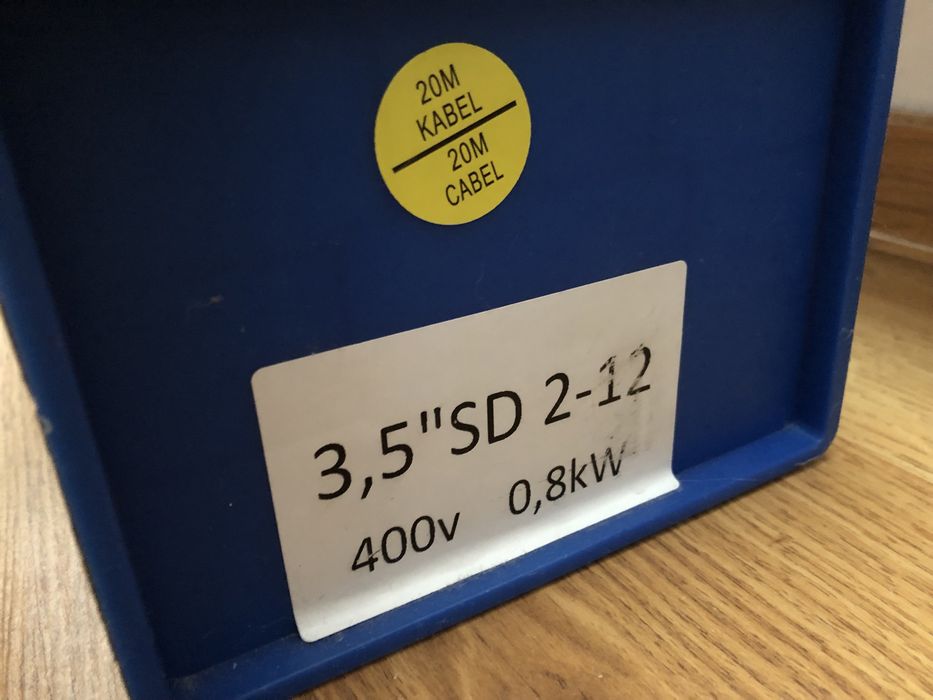 20M
KABEL
20M
CABEL
3,5"SD 2-12
400v 0,8kW